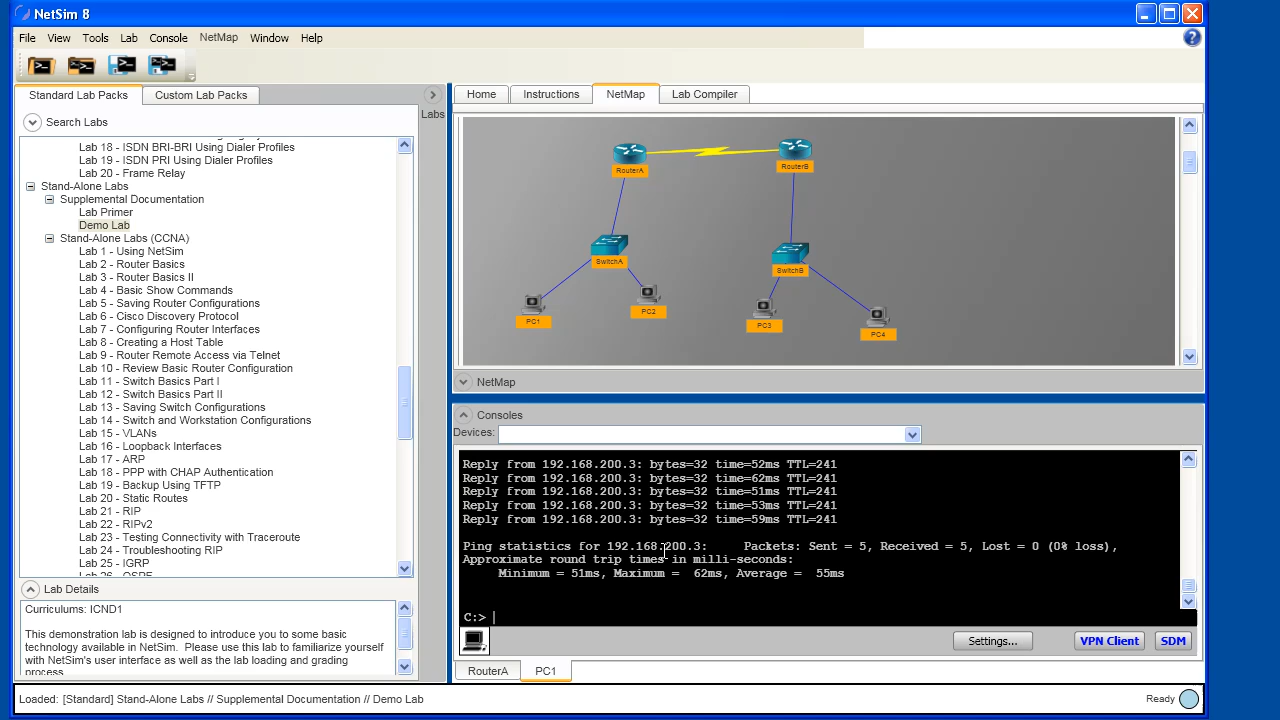 NetSim 8
File View Tools Lab Console NetMap Window Help
Standard Lab Packs Custom Lab Packs
Search Labs
Lab 18 - ISDN BRI-BRI Using Dialer Profiles
Lab 19 - ISDN PRI Using Dialer Profiles
Lab 20 - Frame Relay
Stand-Alone Labs
Supplemental Documentation
Lab Primer
Demo Lab
Stand-Alone Labs (CCNA)
Lab 1 - Using NetSim
Lab 2 - Router Basics
Lab 3 - Router Basics II
Lab 4 - Basic Show Commands
Lab 5 - Saving Router Configurations
Lab 6 - Cisco Discovery Protocol
Lab 7 - Configuring Router Interfaces
Lab 8 - Creating a Host Table
Lab 9 - Router Remote Access via Telnet
Lab 10 - Review Basic Router Configuration
Lab 11 - Switch Basics Part I
Lab 12 - Switch Basics Part II
Lab 13 - Saving Switch Configurations
Lab 14 - Switch and Workstation Configurations
Lab 15 - VLANs
Lab 16 - Loopback Interfaces
Lab 17 - ARP
Lab 18 - PPP with CHAP Authentication
Lab 19 - Backup Using TFTP
Lab 20 - Static Routes
Lab 21 - RIP
Lab 22 - RIPv2
Lab 23 - Testing Connectivity with Traceroute
Lab 24 - Troubleshooting RIP
Lab 25 - IGRP
Lab 26 - OSPF
Lab Details
Curriculums: ICND1
This demonstration lab is designed to introduce you to some basic
technology available in NetSim. Please use this lab to familiarize yourself
with NetSim's user interface as well as the lab loading and grading
process
Labs
Home Instructions NetMap Lab Compiler
RouterA RouterB
SwitchA SwitchB
PC1 PC2 PC3 PC4
NetMap
Consoles
Devices:
Reply from 192.168.200.3: bytes=32 time=52ms TTL=241
Reply from 192.168.200.3: bytes=32 time=62ms TTL=241
Reply from 192.168.200.3: bytes=32 time=51ms TTL=241
Reply from 192.168.200.3: bytes=32 time=53ms TTL=241
Reply from 192.168.200.3: bytes=32 time=59ms TTL=241
Ping statistics for 192.168.200.3: Packets: Sent = 5, Received = 5, Lost = 0 (0% loss),
Approximate round trip times in milli-seconds:
Minimum = 51ms, Maximum = 62ms, Average = 55ms
C:>
Settings... VPN Client SDM
RouterA PC1
Loaded: [Standard] Stand-Alone Labs // Supplemental Documentation // Demo Lab
Ready